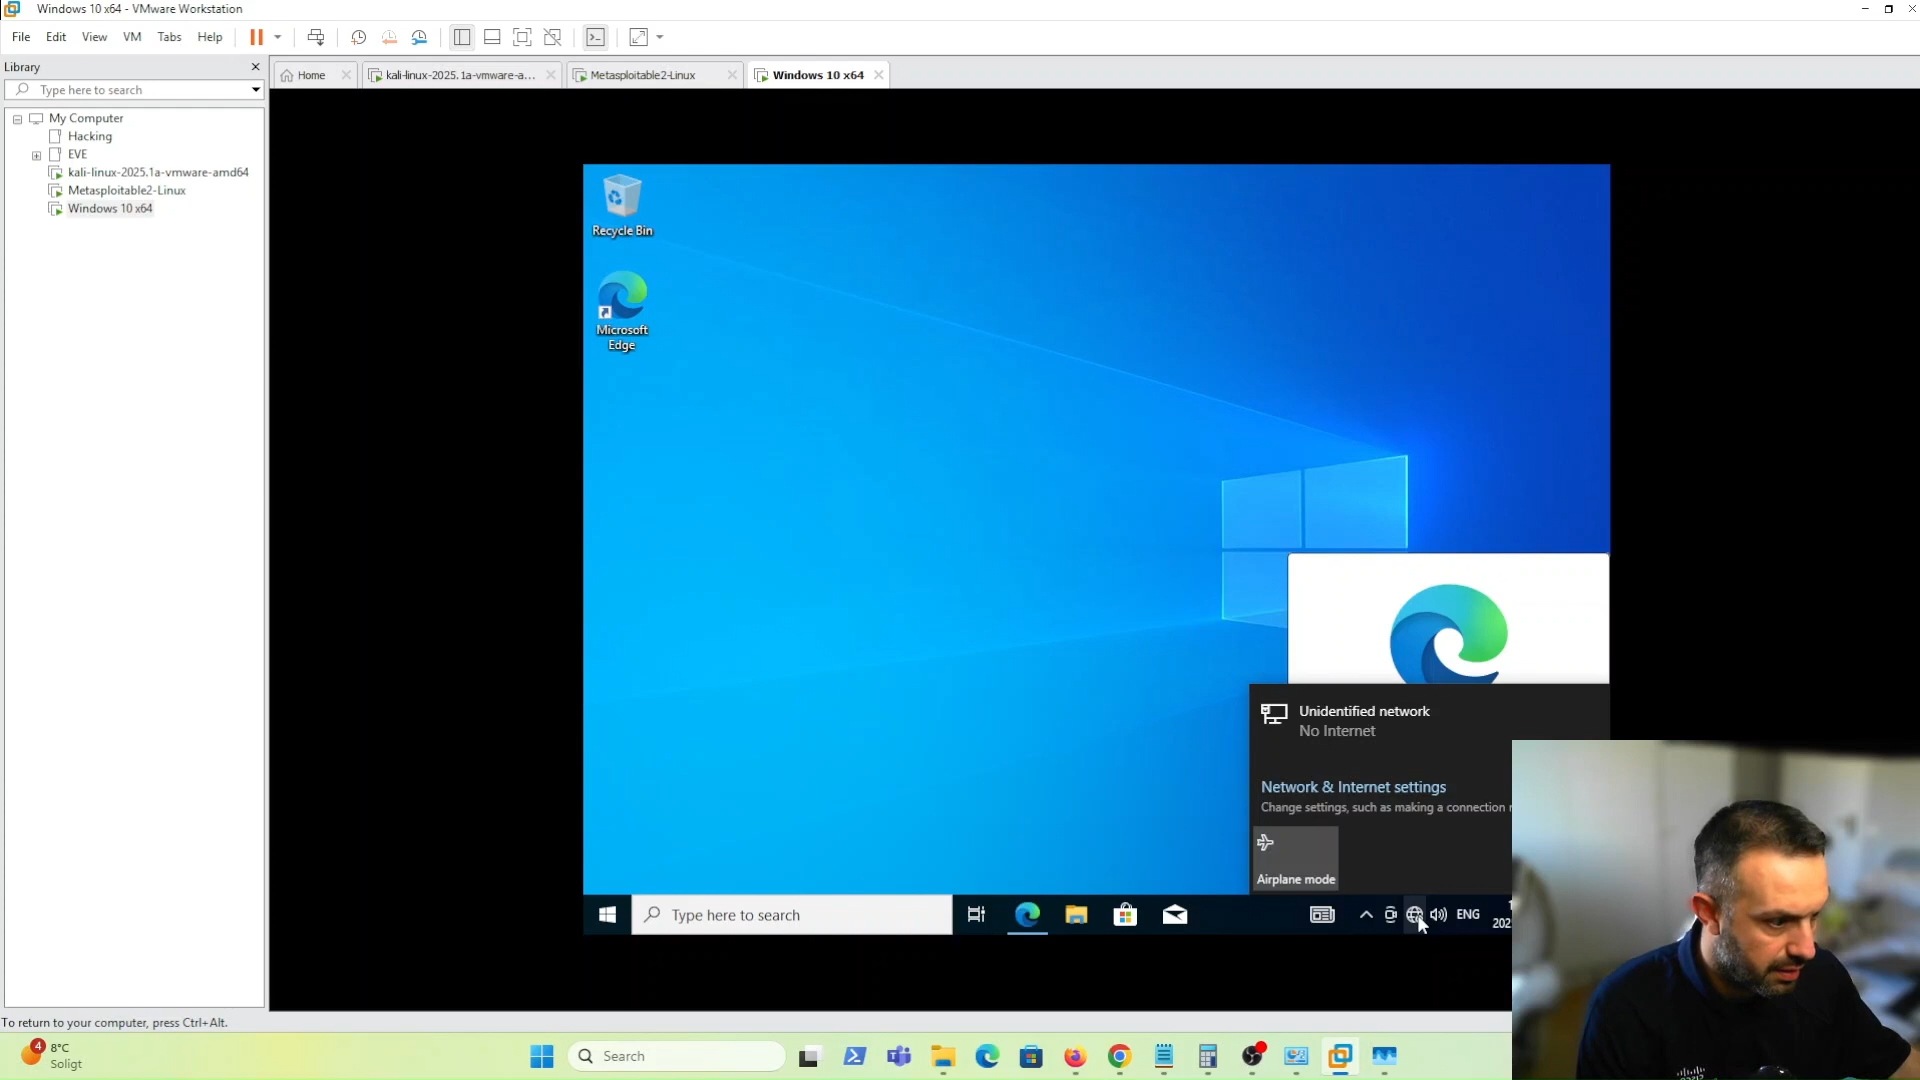 Windows 10 x64 - VMware Workstation
File Edit View VM Tabs Help
Library
Type here to search
My Computer
Hacking
EVE
kali-linux-2025.1a-vmware-amd64
Metasploitable2-Linux
Windows 10 x64
Home
kali-linux-2025.1a-vmware-a...
Metasploitable2-Linux
Windows 10 x64
Recycle Bin
Microsoft
Edge
Unidentified network
No Internet
Network & Internet settings
Change settings, such as making a connection
Airplane mode
Type here to search
ENG
To return to your computer, press Ctrl+Alt.
4
8°C
Soligt
Search